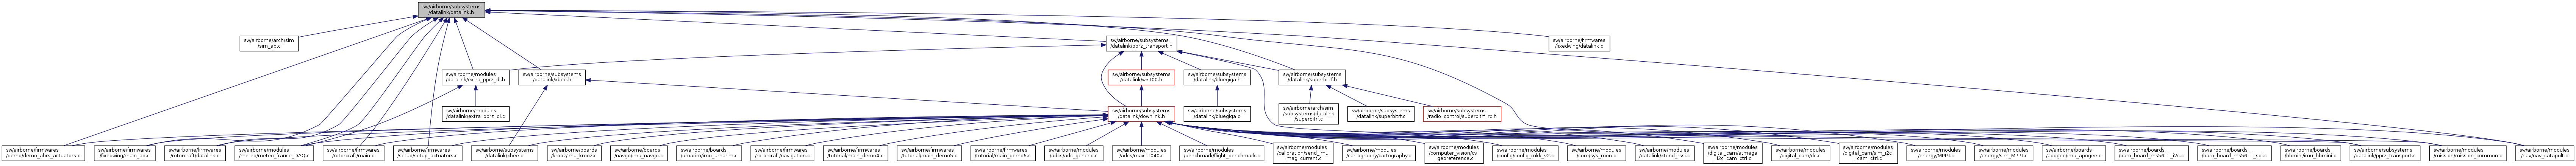 sw/airborne/subsystems
/datalink/datalink.h
sw/airborne/arch/sim
/sim_ap.c
sw/airborne/subsystems
/datalink/pprz_transport.h
sw/airborne/firmwares
/fixedwing/datalink.c
sw/airborne/modules
/datalink/extra_pprz_dl.h
sw/airborne/subsystems
/datalink/xbee.h
sw/airborne/subsystems
/datalink/w5100.h
sw/airborne/subsystems
/datalink/bluegiga.h
sw/airborne/subsystems
/datalink/superbitrf.h
sw/airborne/modules
/datalink/extra_pprz_dl.c
sw/airborne/subsystems
/datalink/downlink.h
sw/airborne/subsystems
/datalink/bluegiga.c
sw/airborne/arch/sim
/subsystems/datalink
/superbitrf.c
sw/airborne/subsystems
/datalink/superbitrf.c
sw/airborne/subsystems
/radio_control/superbitrf_rc.h
sw/airborne/firmwares
/demo/demo_ahrs_actuators.c
sw/airborne/firmwares
/fixedwing/main_ap.c
sw/airborne/firmwares
/rotorcraft/datalink.c
sw/airborne/modules
/meteo/meteo_france_DAQ.c
sw/airborne/firmwares
/rotorcraft/main.c
sw/airborne/firmwares
/setup/setup_actuators.c
sw/airborne/subsystems
/datalink/xbee.c
sw/airborne/boards
/krooz/imu_krooz.c
sw/airborne/boards
/navgo/imu_navgo.c
sw/airborne/boards
/umarim/imu_umarim.c
sw/airborne/firmwares
/rotorcraft/navigation.c
sw/airborne/firmwares
/tutorial/main_demo4.c
sw/airborne/firmwares
/tutorial/main_demo5.c
sw/airborne/firmwares
/tutorial/main_demo6.c
sw/airborne/modules
/adcs/adc_generic.c
sw/airborne/modules
/adcs/max11040.c
sw/airborne/modules
/benchmark/flight_benchmark.c
sw/airborne/modules
/calibration/send_imu
_mag_current.c
sw/airborne/modules
/cartography/cartography.c
sw/airborne/modules
/computer_vision/cv
_georeference.c
sw/airborne/modules
/config/config_mkk_v2.c
sw/airborne/modules
/core/sys_mon.c
sw/airborne/modules
/datalink/xtend_rssi.c
sw/airborne/modules
/digital_cam/atmega
_i2c_cam_ctrl.c
sw/airborne/modules
/digital_cam/dc.c
sw/airborne/modules
/digital_cam/sim_i2c
_cam_ctrl.c
sw/airborne/modules
/energy/MPPT.c
sw/airborne/modules
/energy/sim_MPPT.c
sw/airborne/boards
/apogee/imu_apogee.c
sw/airborne/boards
/baro_board_ms5611_i2c.c
sw/airborne/boards
/baro_board_ms5611_spi.c
sw/airborne/boards
/hbmini/imu_hbmini.c
sw/airborne/subsystems
/datalink/pprz_transport.c
sw/airborne/modules
/mission/mission_common.c
sw/airborne/modules
/nav/nav_catapult.c